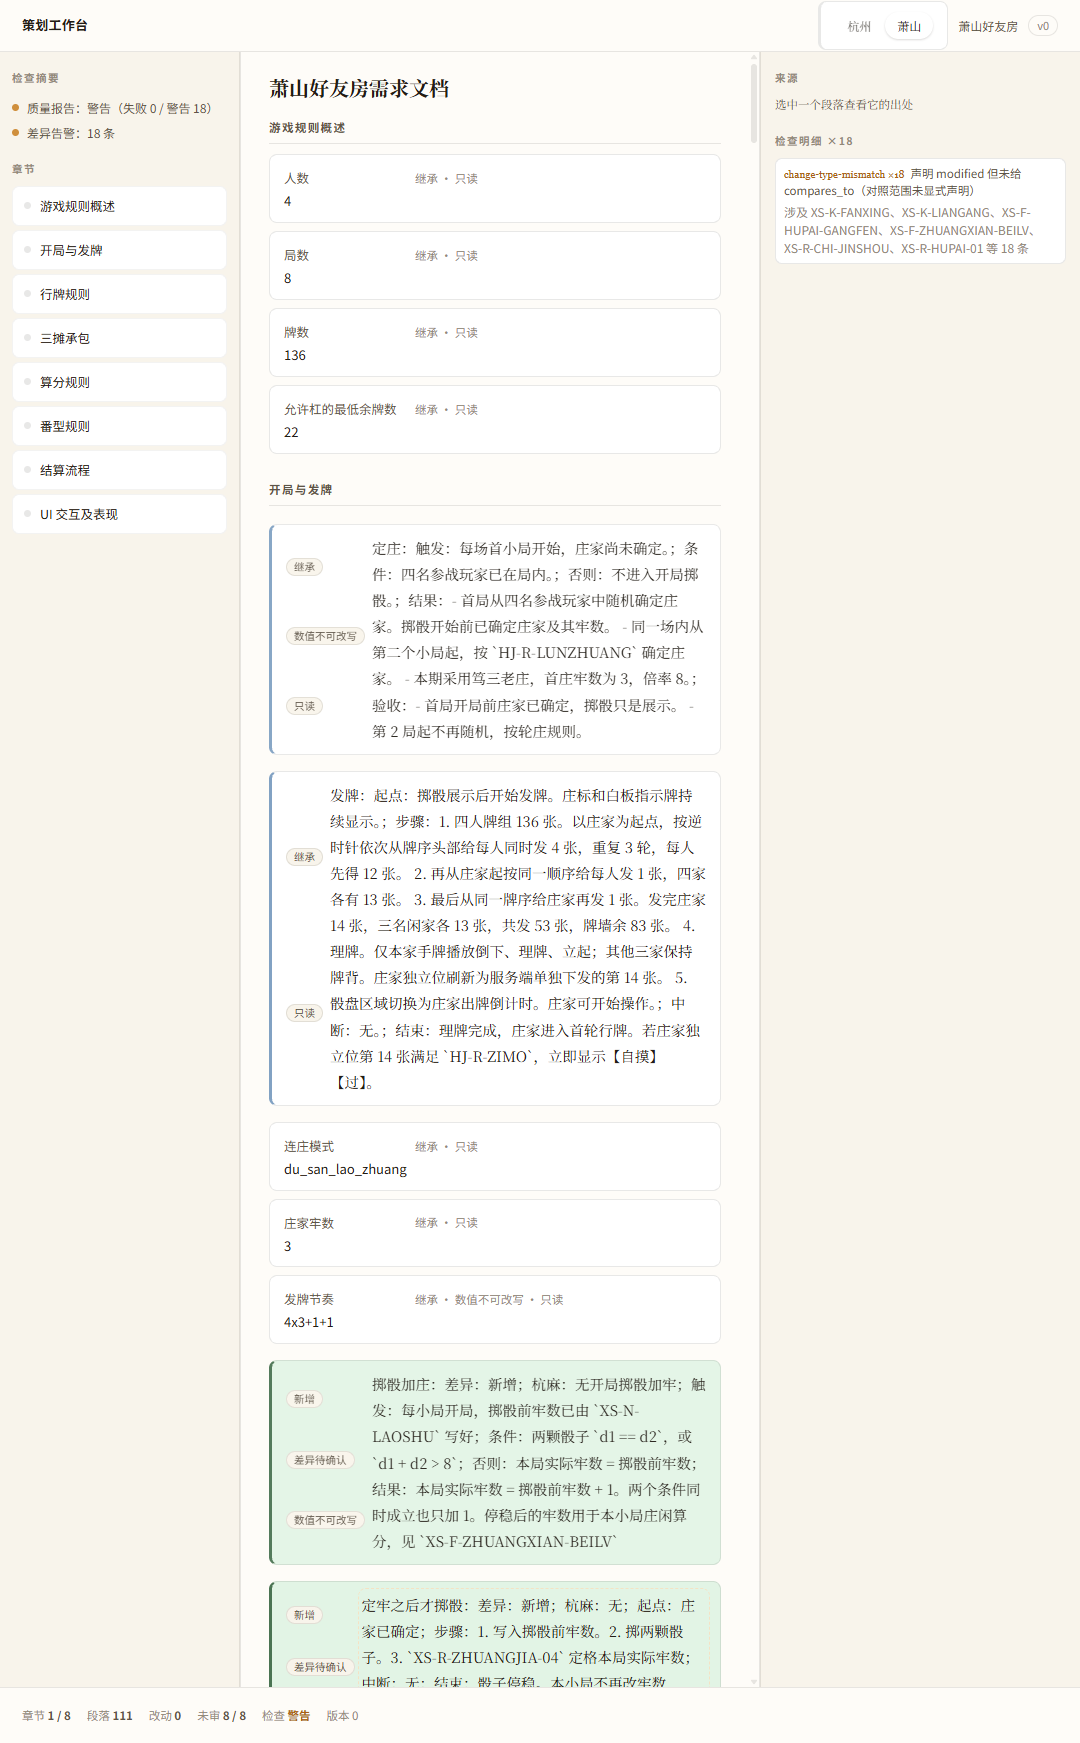 策划工作台
杭州 萧山 萧山好友房 v0
检查摘要
质量报告：警告（失败 0 / 警告 18）
差异告警：18 条
章节
游戏规则概述
开局与发牌
行牌规则
三摊承包
算分规则
番型规则
结算流程
UI 交互及表现
萧山好友房需求文档
游戏规则概述
人数 继承 · 只读
4
局数 继承 · 只读
8
牌数 继承 · 只读
136
允许杠的最低余牌数 继承 · 只读
22
开局与发牌
继承
数值不可改写
只读
定庄：触发：每场首小局开始，庄家尚未确定。；条
件：四名参战玩家已在局内。；否则：不进入开局掷
骰。；结果：- 首局从四名参战玩家中随机确定庄
家。掷骰开始前已确定庄家及其牢数。 - 同一场内从
第二个小局起，按 `HJ-R-LUNZHUANG` 确定庄
家。 - 本期采用笃三老庄，首庄牢数为 3，倍率 8。；
验收：- 首局开局前庄家已确定，掷骰只是展示。 -
第 2 局起不再随机，按轮庄规则。
继承
只读
发牌：起点：掷骰展示后开始发牌。庄标和白板指示牌持
续显示。；步骤：1. 四人牌组 136 张。以庄家为起点，按逆
时针依次从牌序头部给每人同时发 4 张，重复 3 轮，每人
先得 12 张。 2. 再从庄家起按同一顺序给每人发 1 张，四家
各有 13 张。 3. 最后从同一牌序给庄家再发 1 张。发完庄家
14 张，三名闲家各 13 张，共发 53 张，牌墙余 83 张。 4.
理牌。仅本家手牌播放倒下、理牌、立起；其他三家保持
牌背。庄家独立位刷新为服务端单独下发的第 14 张。 5.
骰盘区域切换为庄家出牌倒计时。庄家可开始操作。；中
断：无。；结束：理牌完成，庄家进入首轮行牌。若庄家独
立位第 14 张满足 `HJ-R-ZIMO`，立即显示【自摸】
【过】。
连庄模式 继承 · 只读
du_san_lao_zhuang
庄家牢数 继承 · 只读
3
发牌节奏 继承 · 数值不可改写 · 只读
4x3+1+1
新增
差异待确认
数值不可改写
掷骰加庄：差异：新增；杭麻：无开局掷骰加牢；触
发：每小局开局，掷骰前牢数已由 `XS-N-
LAOSHU` 写好；条件：两颗骰子 `d1 == d2`，或
`d1 + d2 > 8`；否则：本局实际牢数 = 掷骰前牢数；
结果：本局实际牢数 = 掷骰前牢数 + 1。两个条件同
时成立也只加 1。停稳后的牢数用于本小局庄闲算
分，见 `XS-F-ZHUANGXIAN-BEILV`
新增
差异待确认
定牢之后才掷骰：差异：新增；杭麻：无；起点：庄
家已确定；步骤：1. 写入掷骰前牢数。2. 掷两颗骰
子。3. `XS-R-ZHUANGJIA-04` 定格本局实际牢数；
中断：无；结束：骰子停稳，本小局不再改牢数
来源
选中一个段落查看它的出处
检查明细 ×18
change-type-mismatch ×18 声明 modified 但未给
compares_to（对照范围未显式声明）
涉及 XS-K-FANXING、XS-K-LIANGANG、XS-F-
HUPAI-GANGFEN、XS-F-ZHUANGXIAN-BEILV、
XS-R-CHI-JINSHOU、XS-R-HUPAI-01 等 18 条
章节 1 / 8 段落 111 改动 0 未审 8 / 8 检查 警告 版本 0